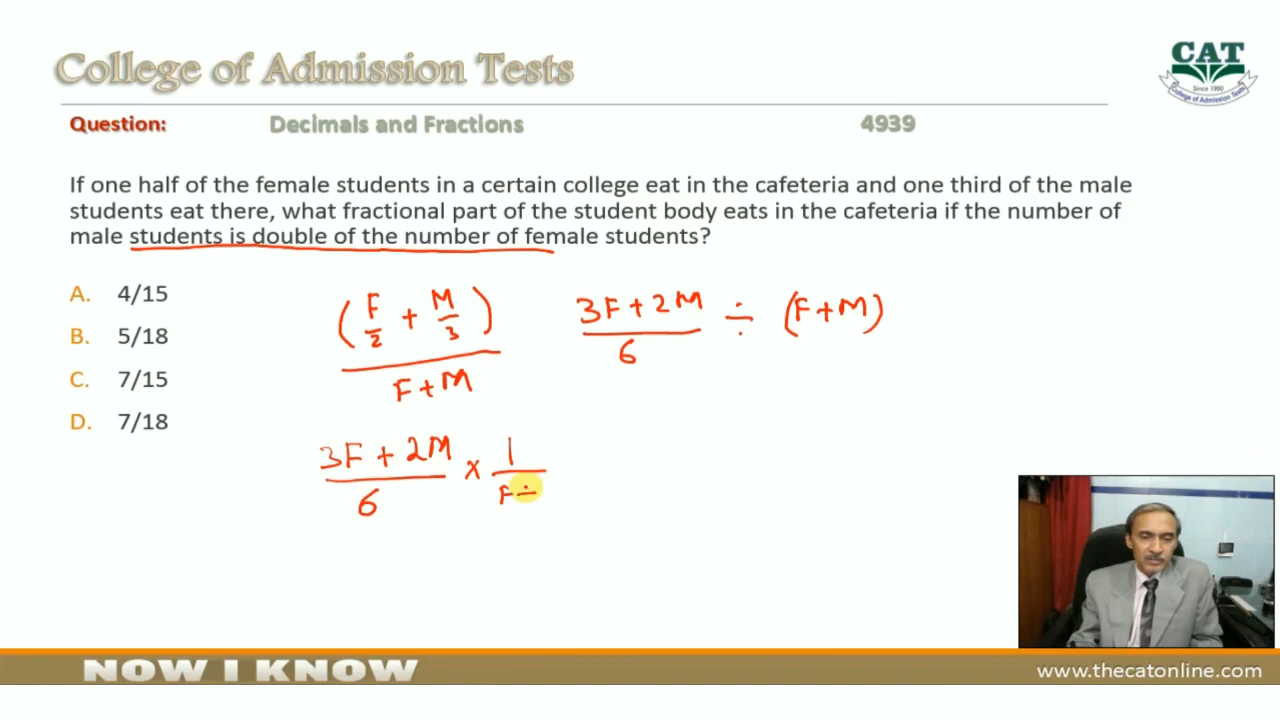 College of Admission Tests
CAT
Since 1990
College of Admission Tests
Question: Decimals and Fractions 4939
If one half of the female students in a certain college eat in the cafeteria and one third of the male
students eat there, what fractional part of the student body eats in the cafeteria if the number of
male students is double of the number of female students?
A. 4/15
B. 5/18
C. 7/15
D. 7/18
(F/2 + M/3)
F+M
3F+2M ÷ (F+M)
6
3F + 2M × 1
6 F+
NOW I KNOW
www.thecatonline.com